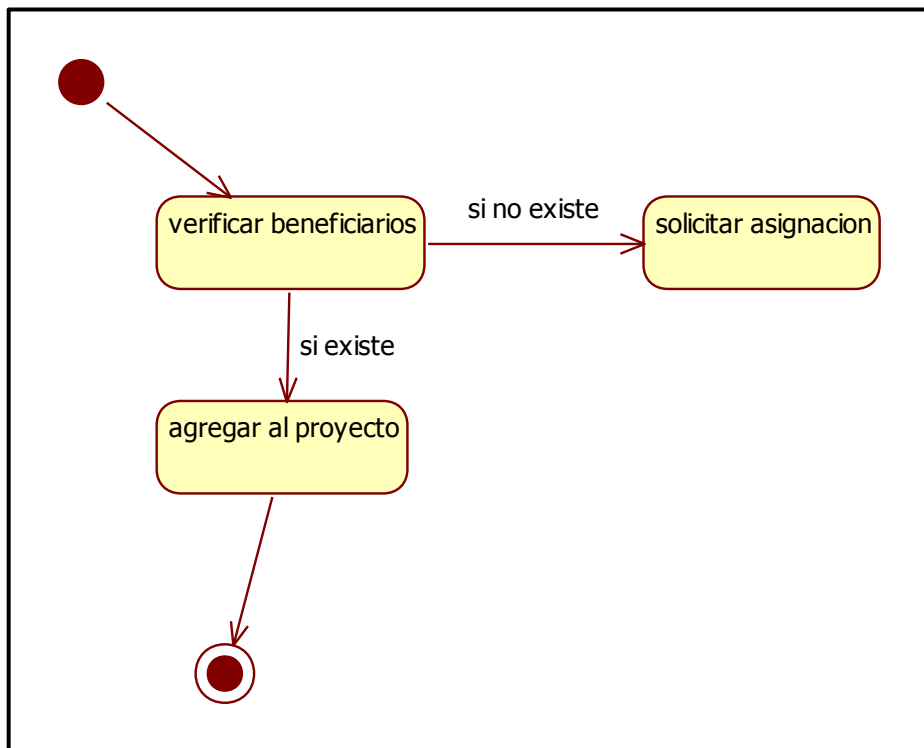 verificar beneficiarios
si no existe
solicitar asignacion
si existe
agregar al proyecto